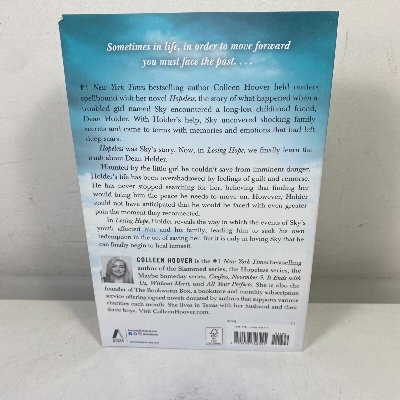 Sometimes in life, in order to move forward
you must face the past. . . .
#1 New York Times bestselling author Colleen Hoover held readers
spellbound with her novel Hopeless, the story of what happened when a
troubled girl named Sky encountered a long-lost childhood friend,
Dean Holder. With Holder's help, Sky uncovered shocking family
secrets and came to terms with memories and emotions that had left
deep scars.
Hopeless was Sky's story. Now, in Losing Hope, we finally learn the
truth about Dean Holder.
Haunted by the little girl he couldn't save from imminent danger,
Holder's life has been overshadowed by feelings of guilt and remorse.
He has never stopped searching for her, believing that finding her
would bring him the peace he needs to move on. However, Holder
could not have anticipated that he would be faced with even greater
pain the moment they reconnected.
In Losing Hope, Holder reveals the way in which the events of Sky's
youth affected him and his family, leading him to seek his own
redemption in the act of saving her. But it is only in loving Sky that he
can finally begin to heal himself.
COLLEEN HOOVER is the #1 New York Times bestselling
author of the Slammed series, the Hopeless series, the
Maybe Someday series, Confess, November 9, It Ends with
Us, Without Merit, and All Your Perfects. She is also the
founder of The Bookworm Box, a bookstore and monthly subscription
service offering signed novels donated by authors that supports various
charities each month. She lives in Texas with her husband and their
three boys. Visit ColleenHoover.com.
ATRIA
FSC